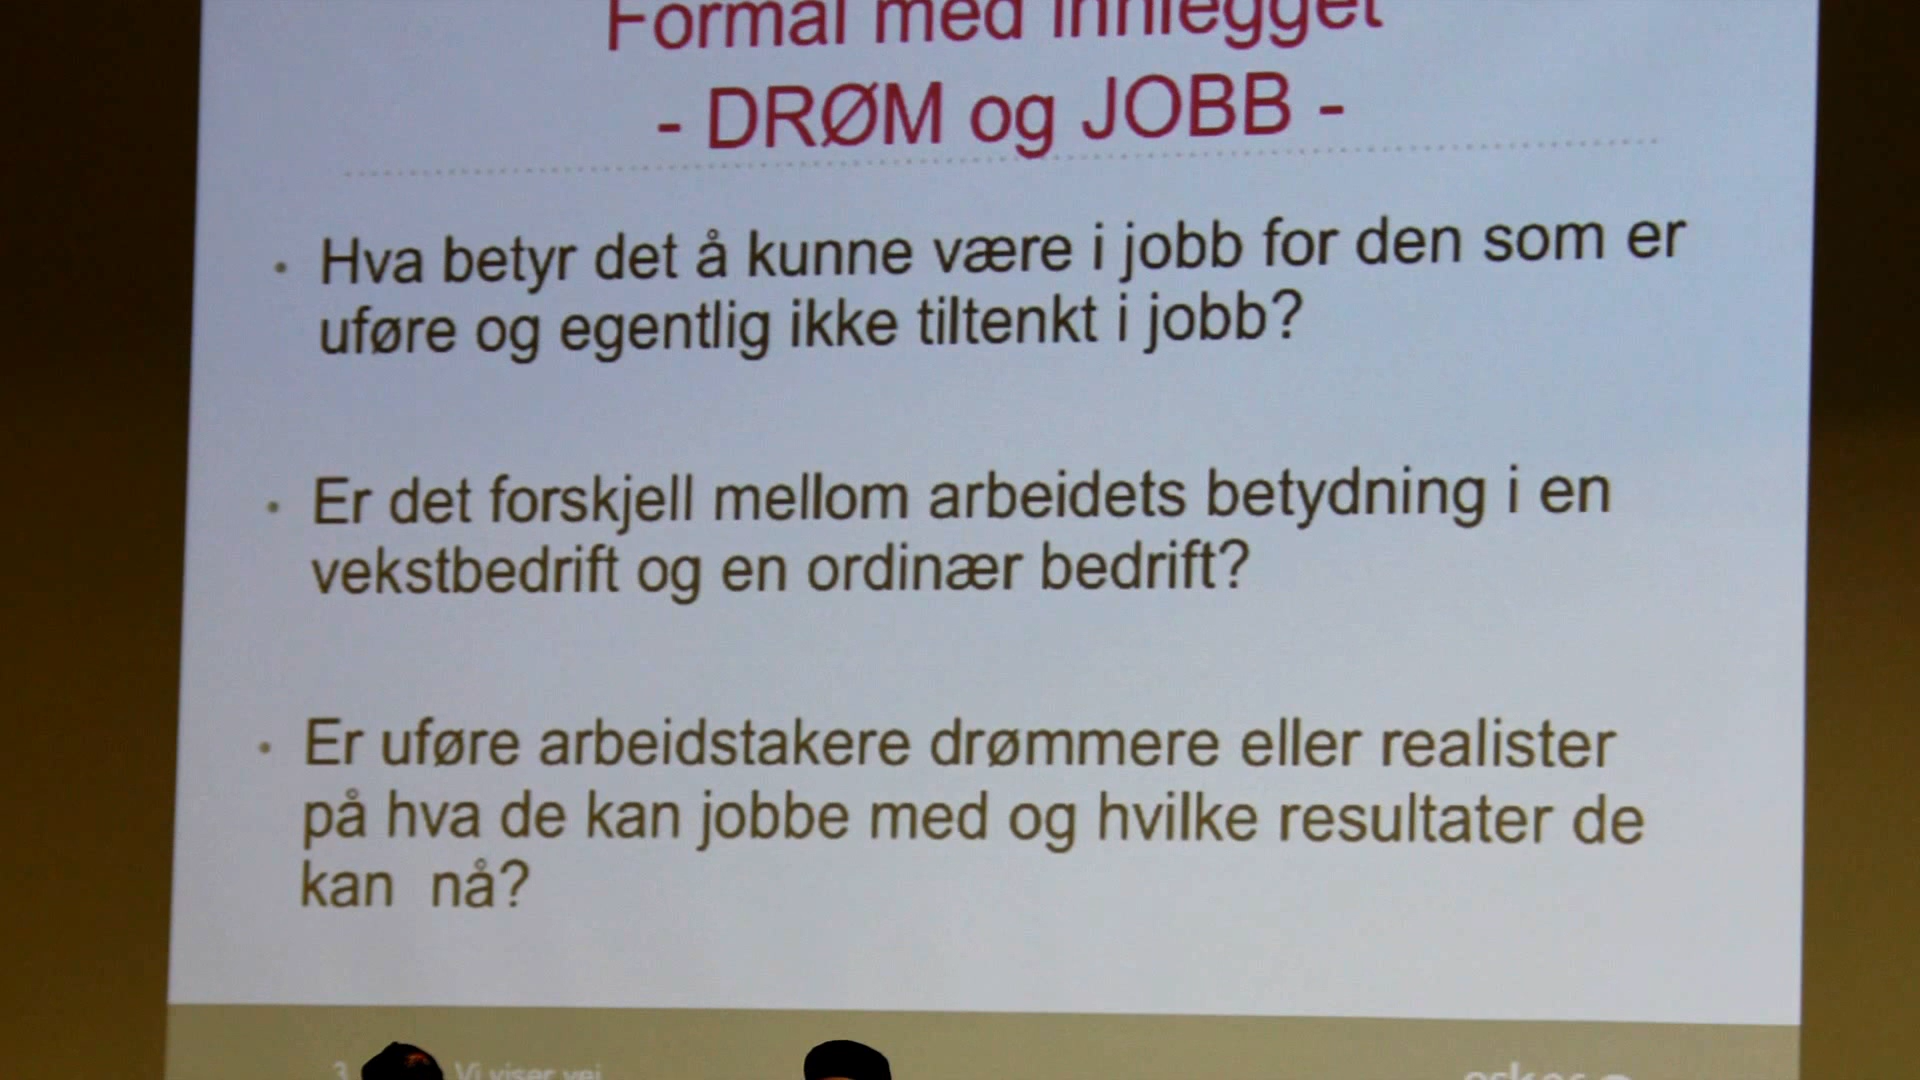 Formål med innlegget
- DRØM og JOBB -
• Hva betyr det å kunne være i jobb for den som er
uføre og egentlig ikke tiltenkt i jobb?
• Er det forskjell mellom arbeidets betydning i en
vekstbedrift og en ordinær bedrift?
• Er uføre arbeidstakere drømmere eller realister
på hva de kan jobbe med og hvilke resultater de
kan nå?
3 Vi viser vei